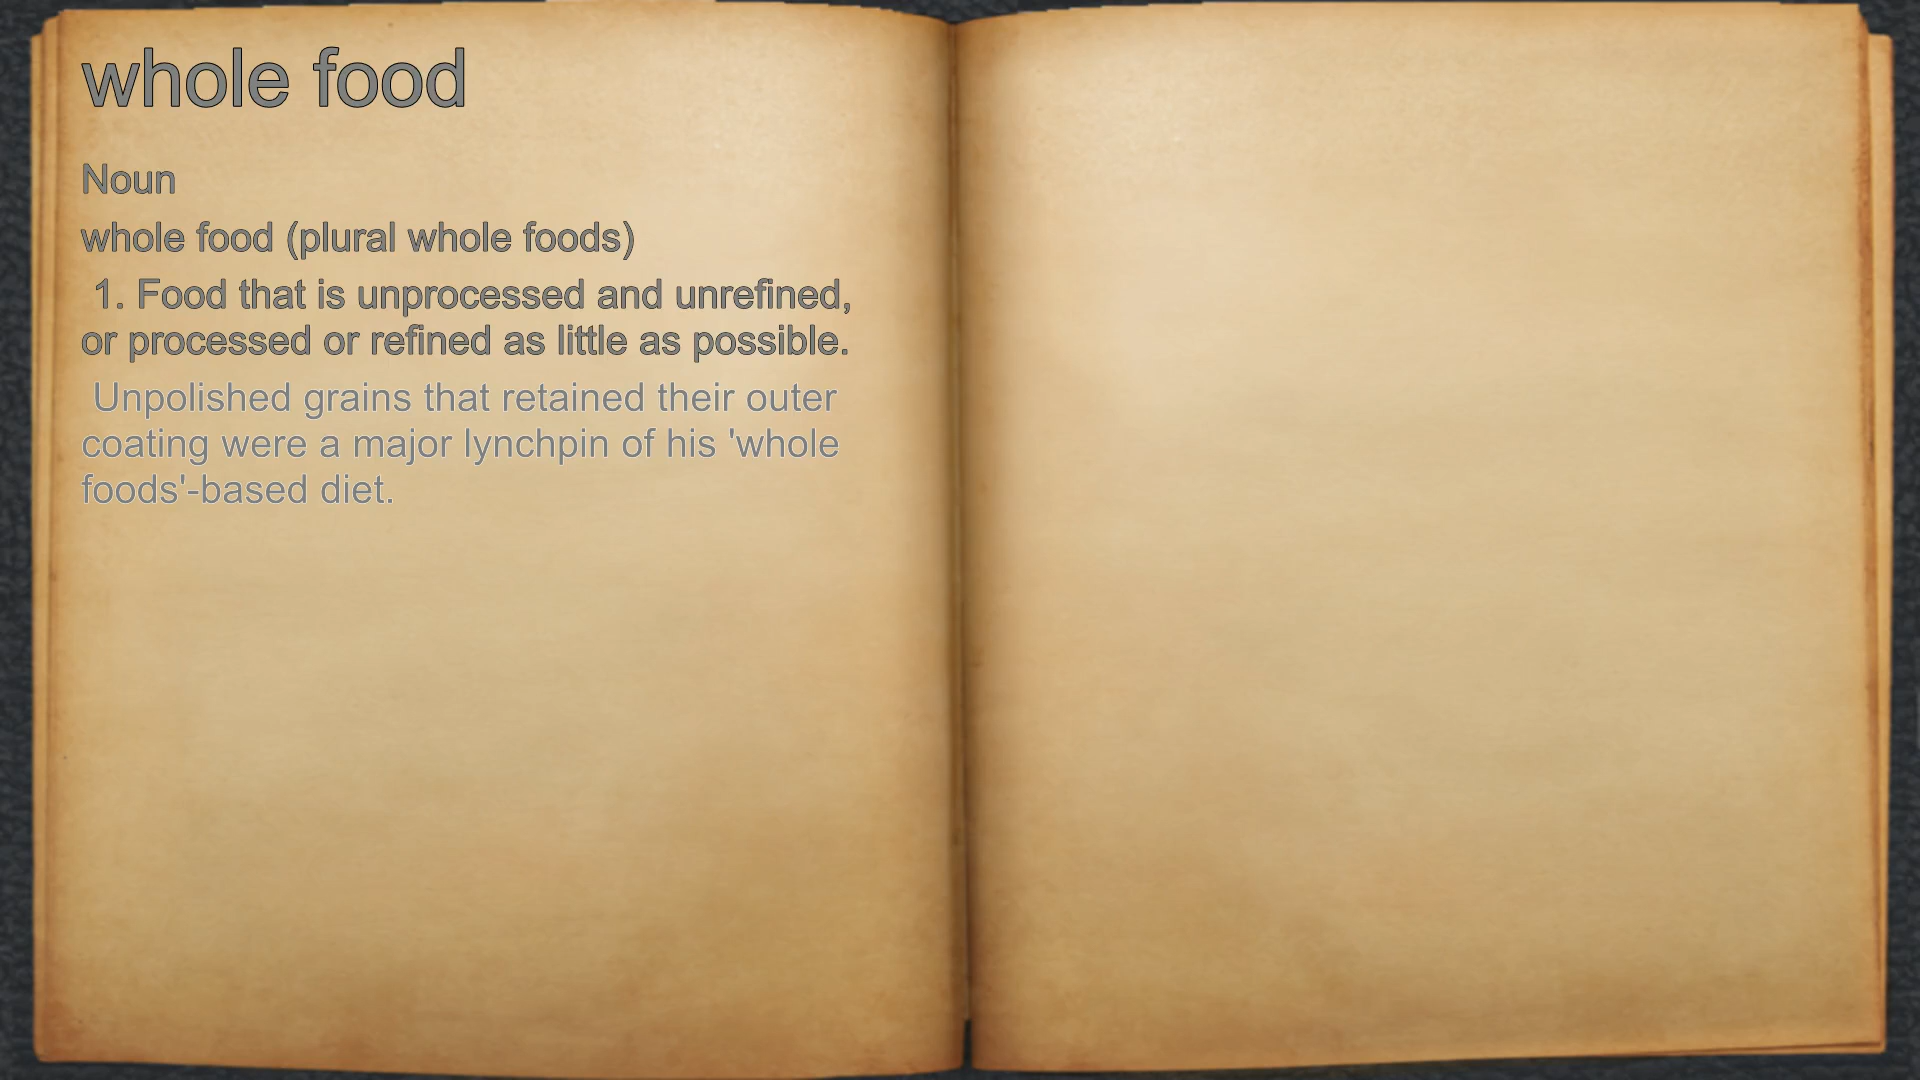 whole food
Noun
whole food (plural whole foods)
1. Food that is unprocessed and unrefined,
or processed or refined as little as possible.
Unpolished grains that retained their outer
coating were a major lynchpin of his 'whole
foods'-based diet.